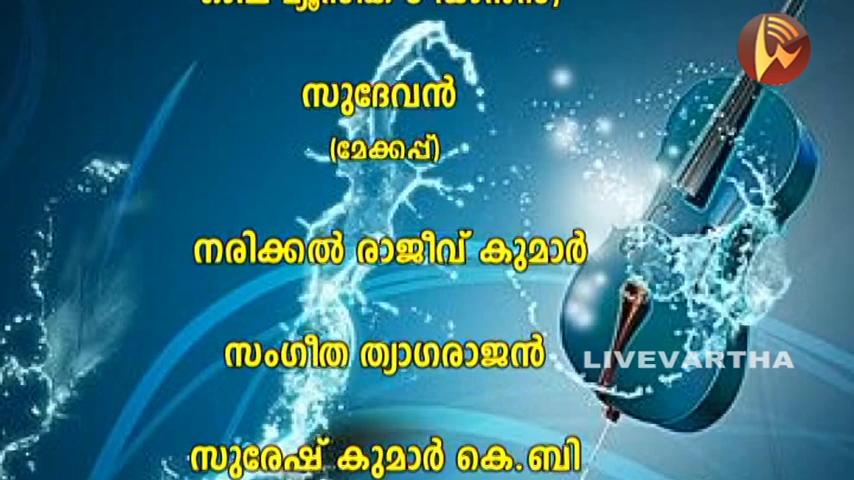 സുദേവൻ
(മേക്കപ്പ്)
നരിക്കൽ രാജീവ് കുമാർ
സംഗീത ത്യാഗരാജൻ
LIVEVARTHA
സുരേഷ് കുമാർ കെ.ബി